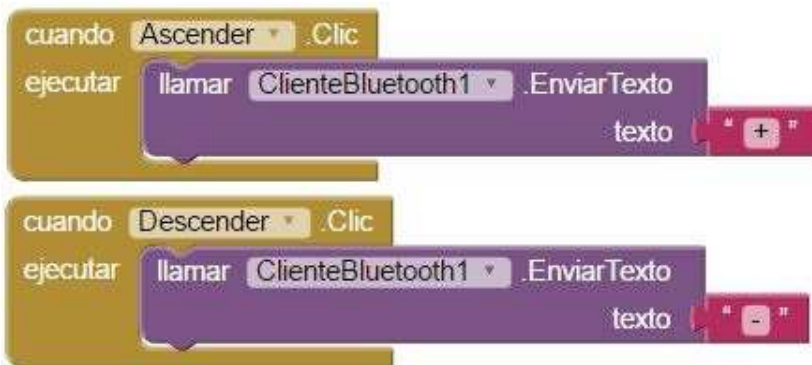 cuando Ascender .Clic
ejecutar llamar ClienteBluetooth1 .EnviarTexto
texto " + "
cuando Descender .Clic
ejecutar llamar ClienteBluetooth1 .EnviarTexto
texto " - "